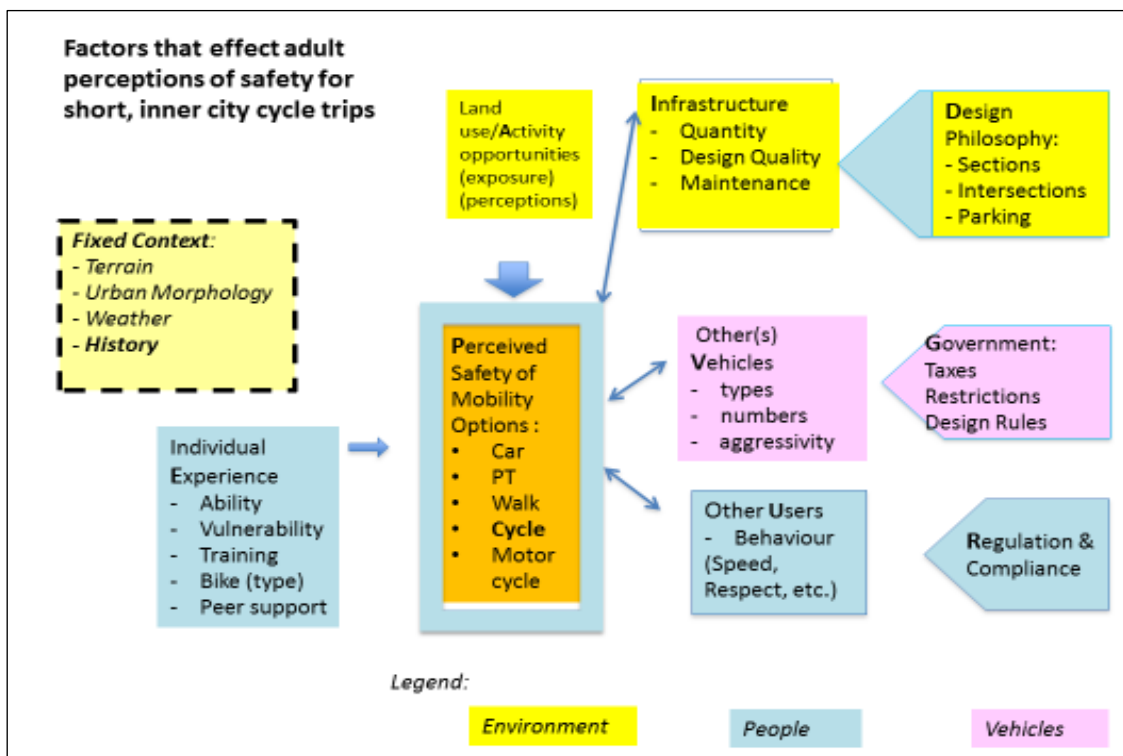 Factors that effect adult
perceptions of safety for
short, inner city cycle trips
Land
use/Activity
opportunities
(exposure)
(perceptions)
Infrastructure
- Quantity
- Design Quality
- Maintenance
Design
Philosophy:
- Sections
- Intersections
- Parking
Fixed Context:
- Terrain
- Urban Morphology
- Weather
- History
Perceived
Safety of
Mobility
Options :
• Car
• PT
• Walk
• Cycle
• Motor
cycle
Other(s)
Vehicles
- types
- numbers
- aggressivity
Government:
Taxes
Restrictions
Design Rules
Individual
Experience
- Ability
- Vulnerability
- Training
- Bike (type)
- Peer support
Other Users
- Behaviour
(Speed,
Respect, etc.)
Regulation &
Compliance
Legend:
Environment
People
Vehicles